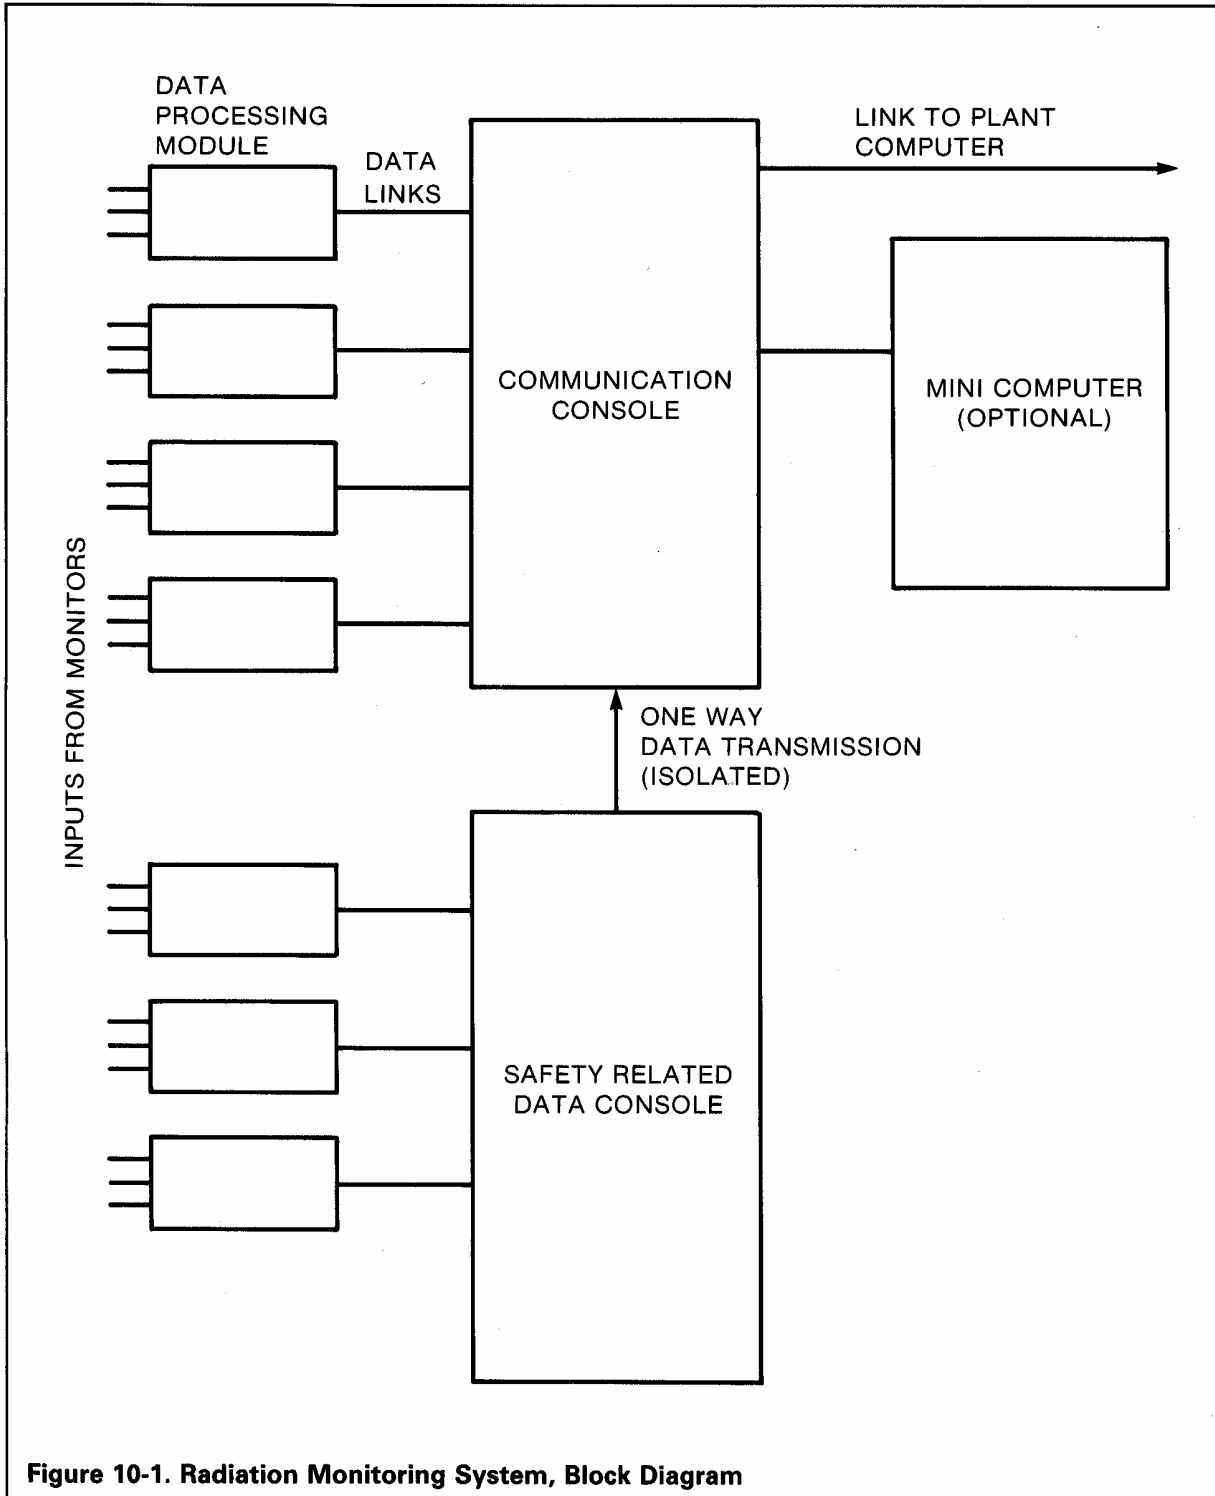 DATA
PROCESSING
MODULE
DATA
LINKS
LINK TO PLANT
COMPUTER
COMMUNICATION
CONSOLE
MINI COMPUTER
(OPTIONAL)
INPUTS FROM MONITORS
ONE WAY
DATA TRANSMISSION
(ISOLATED)
SAFETY RELATED
DATA CONSOLE
Figure 10-1. Radiation Monitoring System, Block Diagram